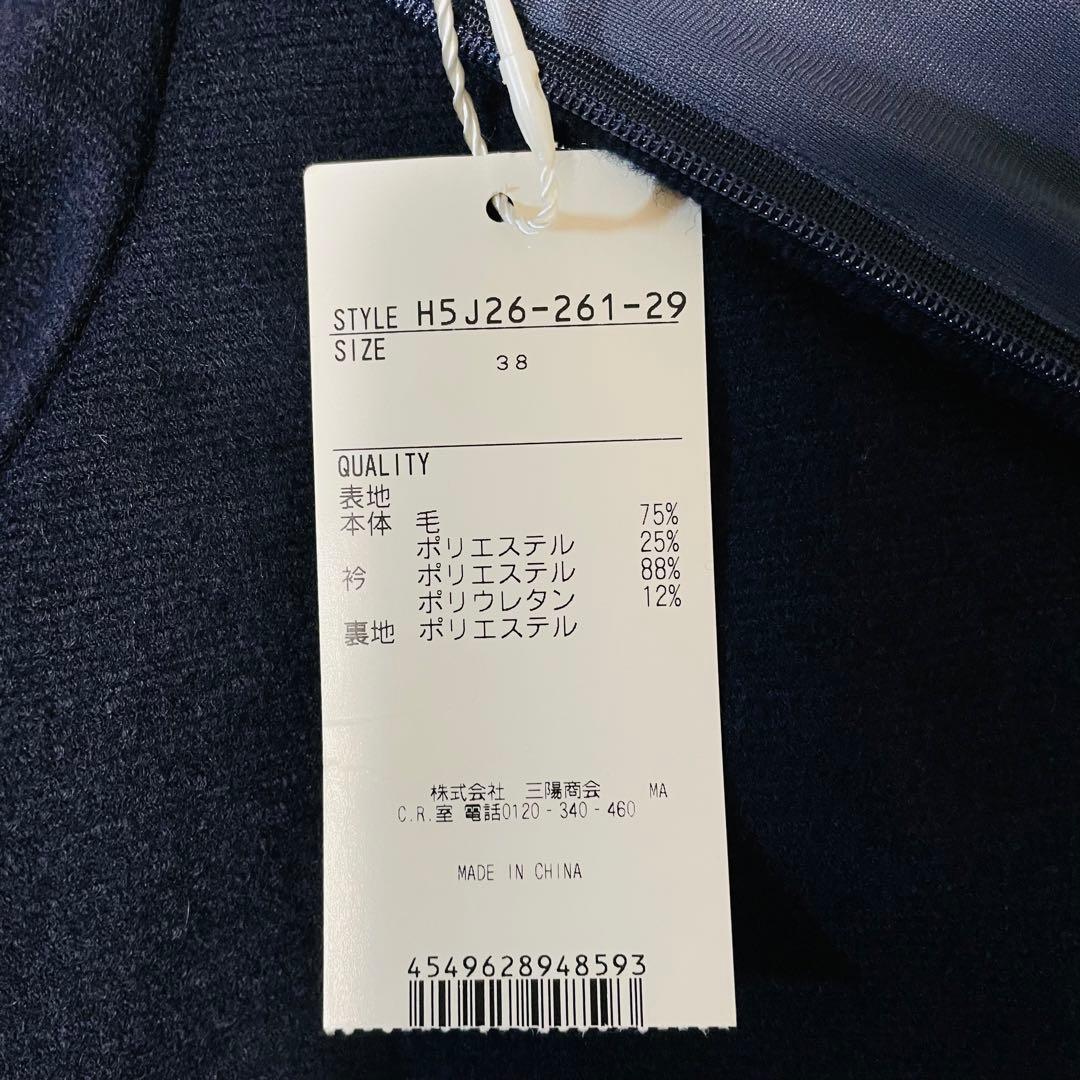 STYLE H5J26-261-29
SIZE
38
QUALITY
表地
本体 毛 75%
ポリエステル 25%
衿 ポリエステル 88%
ポリウレタン 12%
裏地 ポリエステル
株式会社 三陽商会 MA
C.R.室 電話0120-340-460
MADE IN CHINA
4549628948593